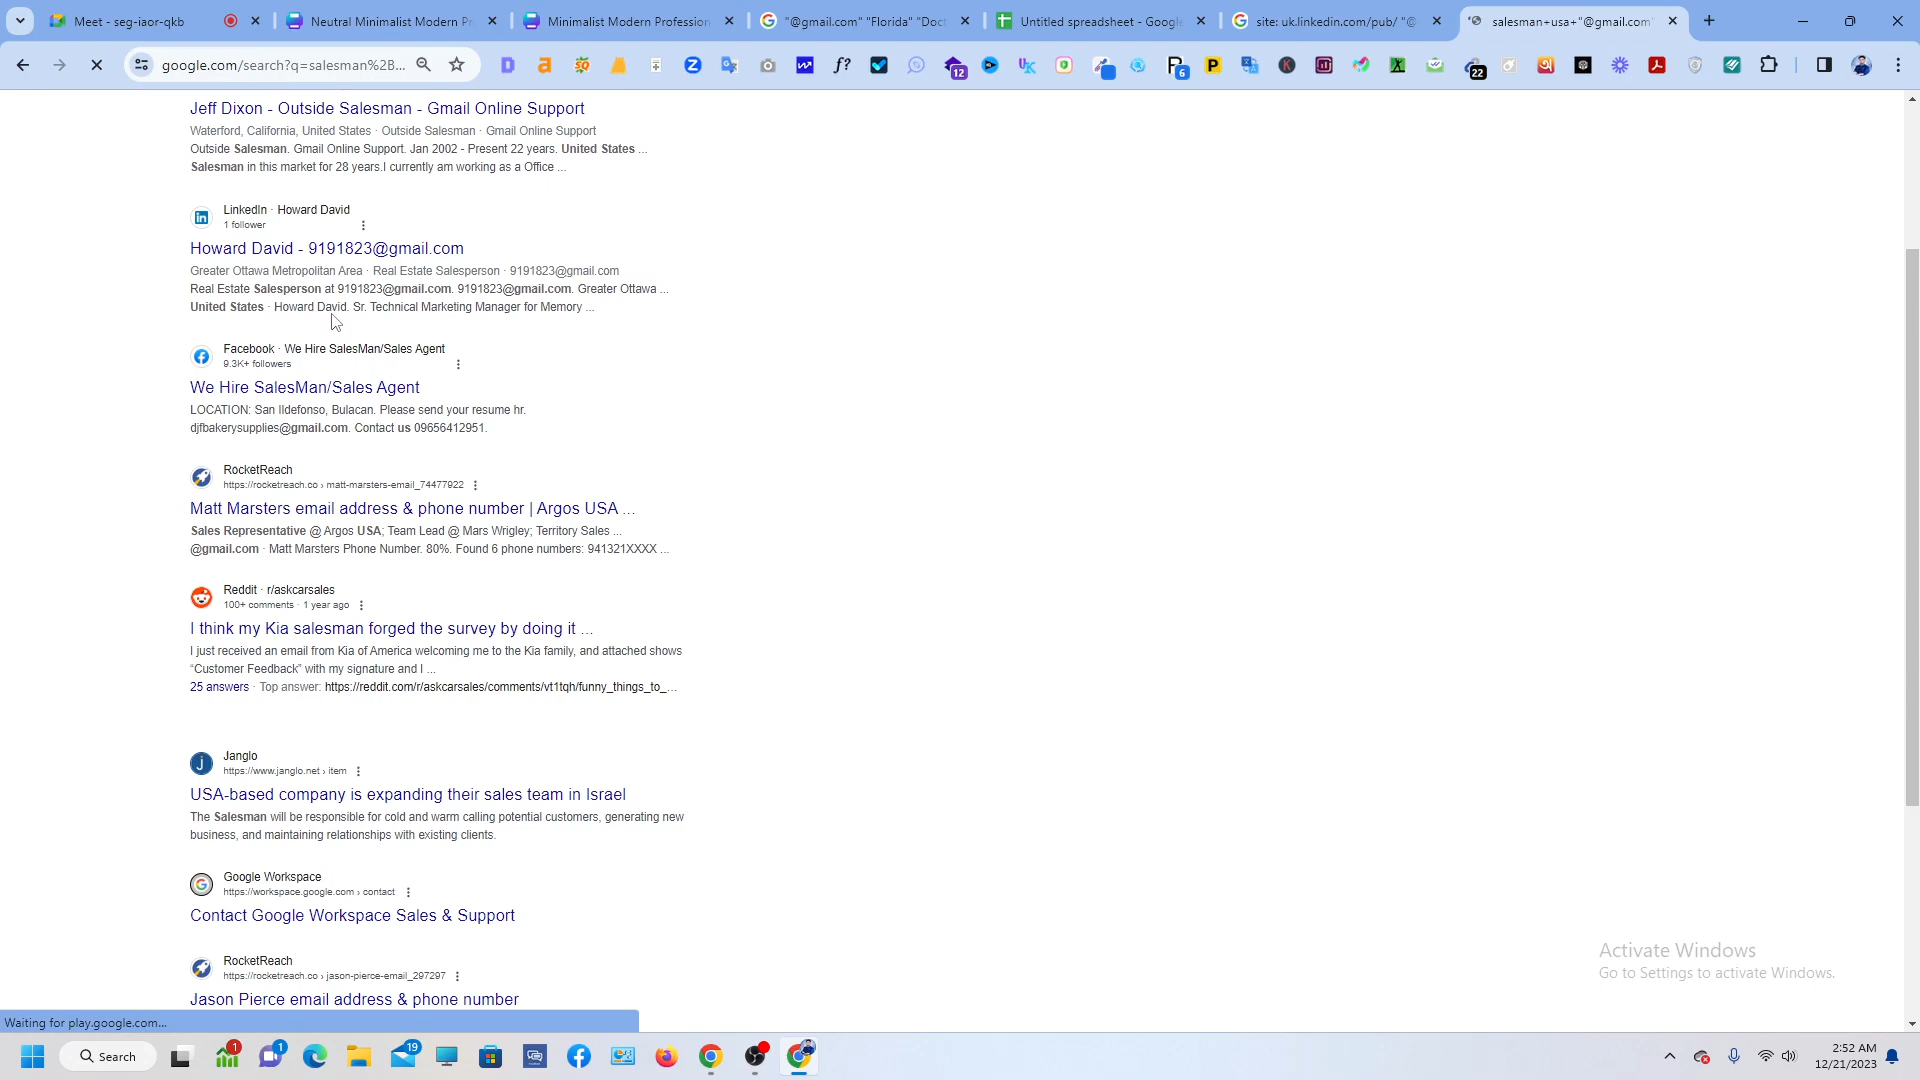 Meet - seg-iaor-qkb
Neutral Minimalist Modern Pr
Minimalist Modern Profession
"@gmail.com" "Florida" "Doct
Untitled spreadsheet - Google
site: uk.linkedin.com/pub/ "@
salesman+usa+"@gmail.com"
google.com/search?q=salesman%2B...
12
6
22
Jeff Dixon - Outside Salesman - Gmail Online Support
Waterford, California, United States · Outside Salesman · Gmail Online Support
Outside Salesman. Gmail Online Support. Jan 2002 - Present 22 years. United States ...
Salesman in this market for 28 years.I currently am working as a Office ...
LinkedIn · Howard David
1 follower
Howard David - 9191823@gmail.com
Greater Ottawa Metropolitan Area · Real Estate Salesperson · 9191823@gmail.com
Real Estate Salesperson at 9191823@gmail.com. 9191823@gmail.com. Greater Ottawa ...
United States · Howard David. Sr. Technical Marketing Manager for Memory ...
Facebook · We Hire SalesMan/Sales Agent
9.3K+ followers
We Hire SalesMan/Sales Agent
LOCATION: San Ildefonso, Bulacan. Please send your resume hr.
djfbakerysupplies@gmail.com. Contact us 09656412951.
RocketReach
https://rocketreach.co › matt-marsters-email_74477922
Matt Marsters email address & phone number | Argos USA ...
Sales Representative @ Argos USA; Team Lead @ Mars Wrigley; Territory Sales ...
@gmail.com · Matt Marsters Phone Number. 80%. Found 6 phone numbers: 941321XXXX ...
Reddit · r/askcarsales
100+ comments · 1 year ago
I think my Kia salesman forged the survey by doing it ...
I just received an email from Kia of America welcoming me to the Kia family, and attached shows
“Customer Feedback” with my signature and I ...
25 answers · Top answer: https://reddit.com/r/askcarsales/comments/vt1tqh/funny_things_to_...
Janglo
https://www.janglo.net › item
USA-based company is expanding their sales team in Israel
The Salesman will be responsible for cold and warm calling potential customers, generating new
business, and maintaining relationships with existing clients.
Google Workspace
https://workspace.google.com › contact
Contact Google Workspace Sales & Support
RocketReach
https://rocketreach.co › jason-pierce-email_297297
Jason Pierce email address & phone number
Activate Windows
Go to Settings to activate Windows.
Waiting for play.google.com...
Search
1
1
19
2:52 AM
12/21/2023